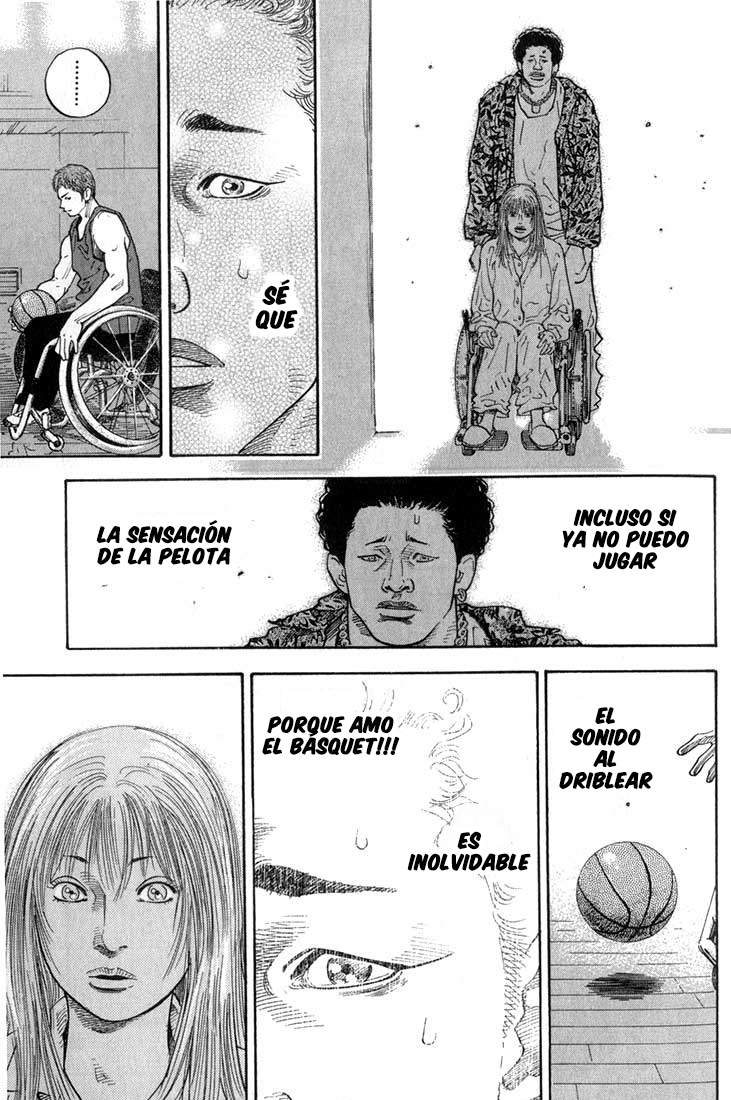 SÉ
QUE
........
INCLUSO SI
YA NO PUEDO
JUGAR
LA SENSACIÓN
DE LA PELOTA
EL
SONIDO
AL
DRIBLEAR
ES
INOLVIDABLE
PORQUE AMO
EL BÁSQUET!!!